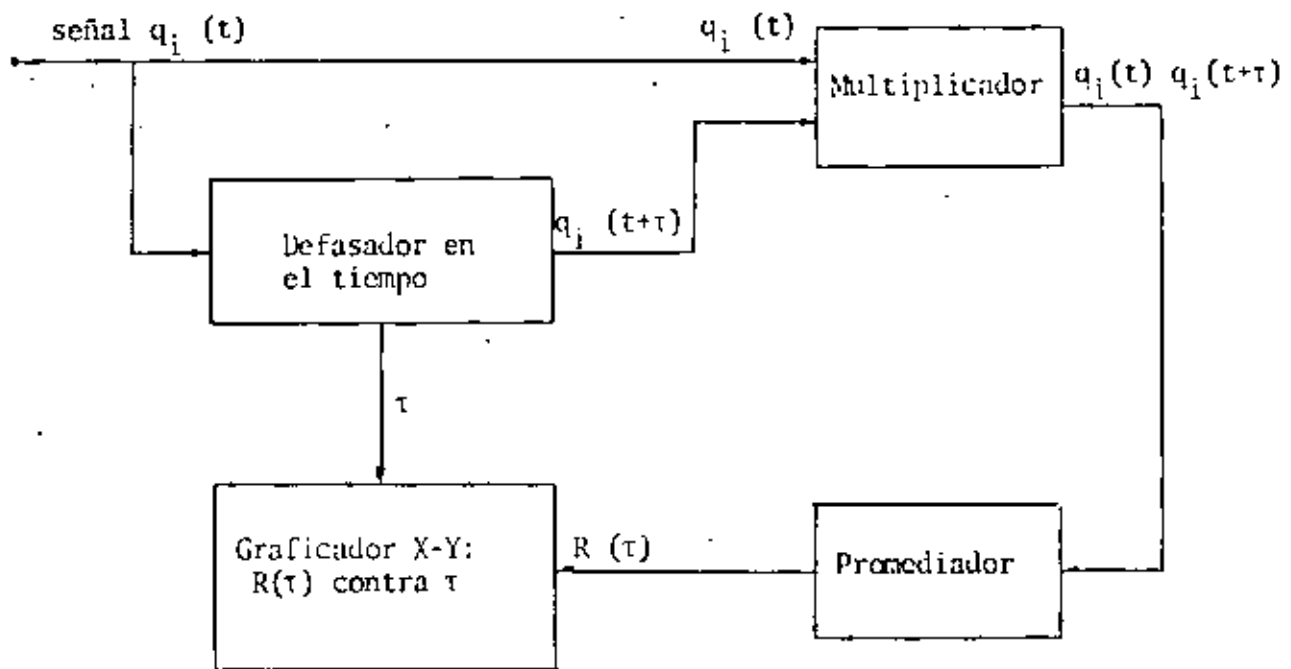 señal q_i (t)
q_i (t)
Multiplicador
q_i(t) q_i(t+τ)
Defasador en
el tiempo
q_i (t+τ)
τ
Graficador X-Y:
R(τ) contra τ
R (τ)
Promediador